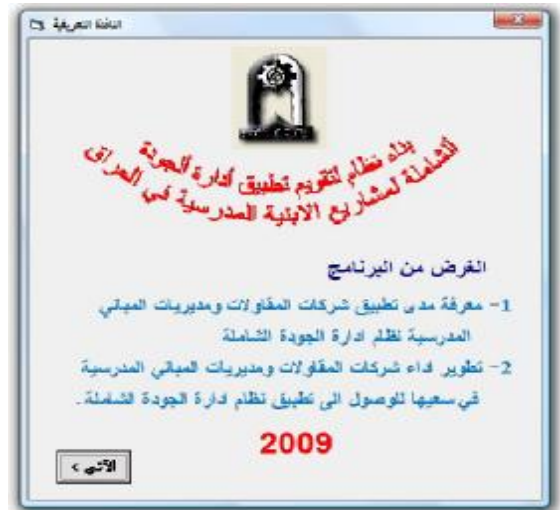 النافذة التعريفية
بناء نظام لتقويم تطبيق أدارة ألجودة
الشاملة لمشاريع الابنية المدرسية في العراق
الغرض من البرنامج
1- معرفة مدى تطبيق شركات المقاولات ومديريات المباني
المدرسية نظام ادارة الجودة الشاملة
2- تطوير اداء شركات المقاولات ومديريات المباني المدرسية
في سعيها للوصول الى تطبيق نظام ادارة الجودة الشاملة.
2009
الآتي >